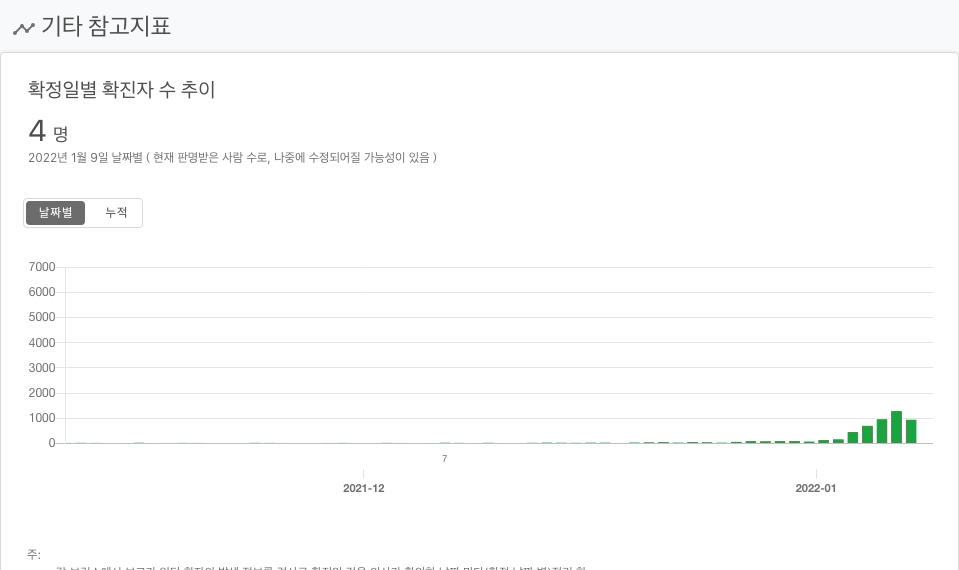 기타 참고지표
확정일별 확진자 수 추이
4 명
2022년 1월 9일 날짜별 ( 현재 판명받은 사람 수로, 나중에 수정되어질 가능성이 있음 )
날짜별 누적
7000
6000
5000
4000
3000
2000
1000
0
7
2021-12 2022-01
주: